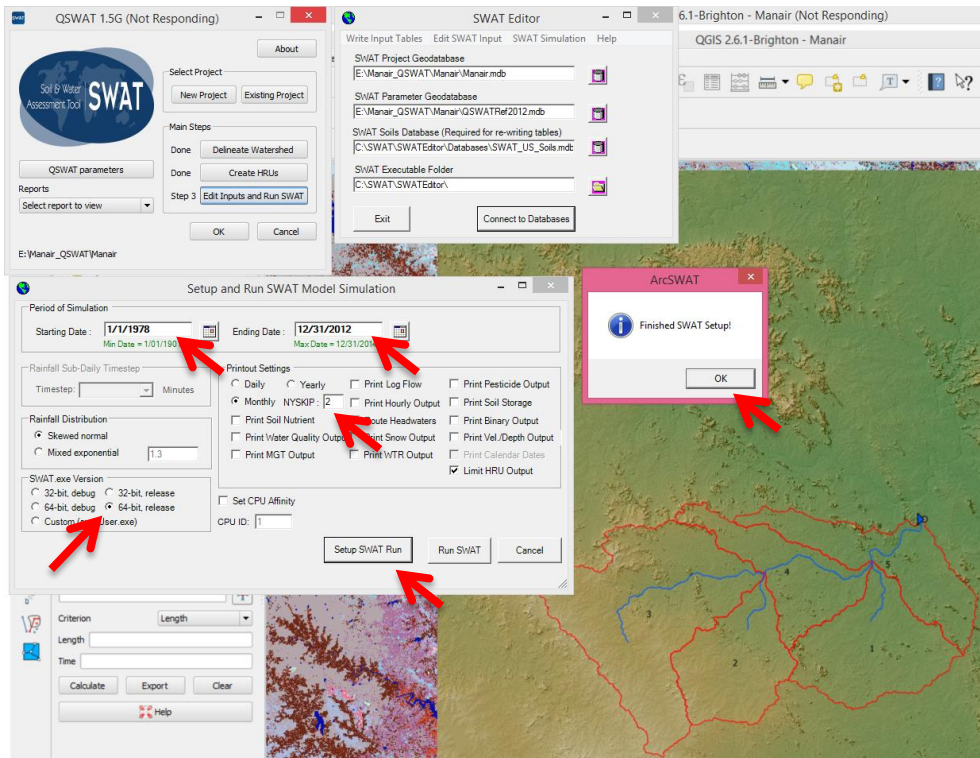 QSWAT 1.5G (Not Responding)
About
Soil & Water
Assessment Tool
SWAT
Select Project
New Project
Existing Project
Main Steps
Done
Delineate Watershed
Done
Create HRUs
Step 3
Edit Inputs and Run SWAT
QSWAT parameters
Reports
Select report to view
OK
Cancel
E:\Manair_QSWAT\Manair
SWAT Editor
Write Input Tables Edit SWAT Input SWAT Simulation Help
SWAT Project Geodatabase
E:\Manair_QSWAT\Manair\Manair.mdb
SWAT Parameter Geodatabase
E:\Manair_QSWAT\Manair\QSWATRef2012.mdb
SWAT Soils Database (Required for re-writing tables)
C:\SWAT\SWATEditor\Databases\SWAT_US_Soils.mdb
SWAT Executable Folder
C:\SWAT\SWATEditor\
Exit
Connect to Databases
6.1-Brighton - Manair (Not Responding)
QGIS 2.6.1-Brighton - Manair
Setup and Run SWAT Model Simulation
Period of Simulation
Starting Date : 1/1/1978
Min Date = 1/01/190
Ending Date : 12/31/2012
Max Date = 12/31/201
Rainfall Sub-Daily Timestep
Timestep: Minutes
Rainfall Distribution
Skewed normal
Mixed exponential 1.3
SWAT.exe Version
32-bit, debug 32-bit, release
64-bit, debug 64-bit, release
Custom User.exe)
Printout Settings
Daily Yearly Print Log Flow Print Pesticide Output
Monthly NYSKIP : 2 Print Hourly Output Print Soil Storage
Print Soil Nutrient Route Headwaters Print Binary Output
Print Water Quality Output Print Snow Output Print Vel./Depth Output
Print MGT Output Print WTR Output Print Calendar Dates
Limit HRU Output
Set CPU Affinity
CPU ID: 1
Setup SWAT Run
Run SWAT
Cancel
ArcSWAT
Finished SWAT Setup!
OK
Criterion Length
Length
Time
Calculate Export Clear
Help
3
4
5
2
1